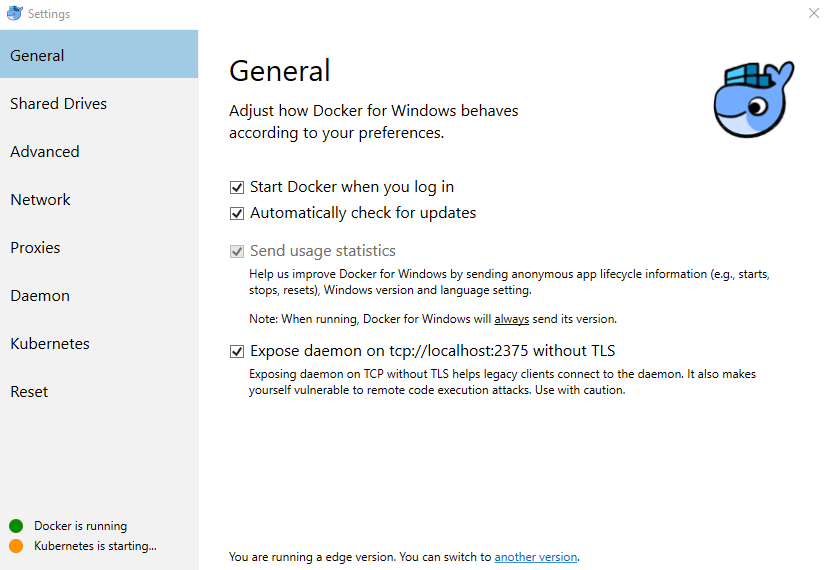 Settings
General
Shared Drives
Advanced
Network
Proxies
Daemon
Kubernetes
Reset
Docker is running
Kubernetes is starting...
General
Adjust how Docker for Windows behaves
according to your preferences.
Start Docker when you log in
Automatically check for updates
Send usage statistics
Help us improve Docker for Windows by sending anonymous app lifecycle information (e.g., starts,
stops, resets), Windows version and language setting.
Note: When running, Docker for Windows will always send its version.
Expose daemon on tcp://localhost:2375 without TLS
Exposing daemon on TCP without TLS helps legacy clients connect to the daemon. It also makes
yourself vulnerable to remote code execution attacks. Use with caution.
You are running a edge version. You can switch to another version.